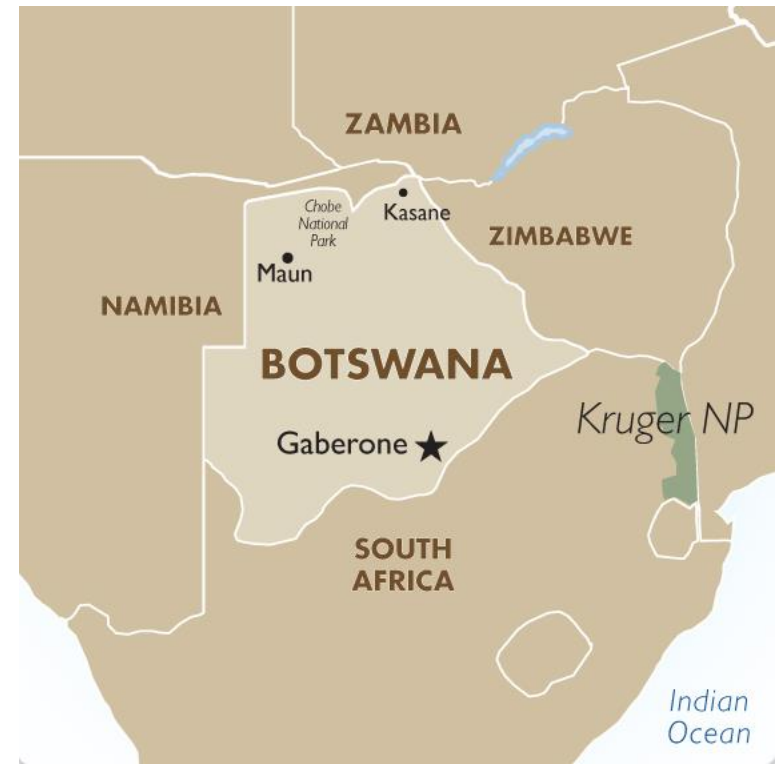 ZAMBIA
Chobe
National
Park
Kasane
ZIMBABWE
Maun
NAMIBIA
BOTSWANA
Kruger NP
Gaberone
SOUTH
AFRICA
Indian
Ocean